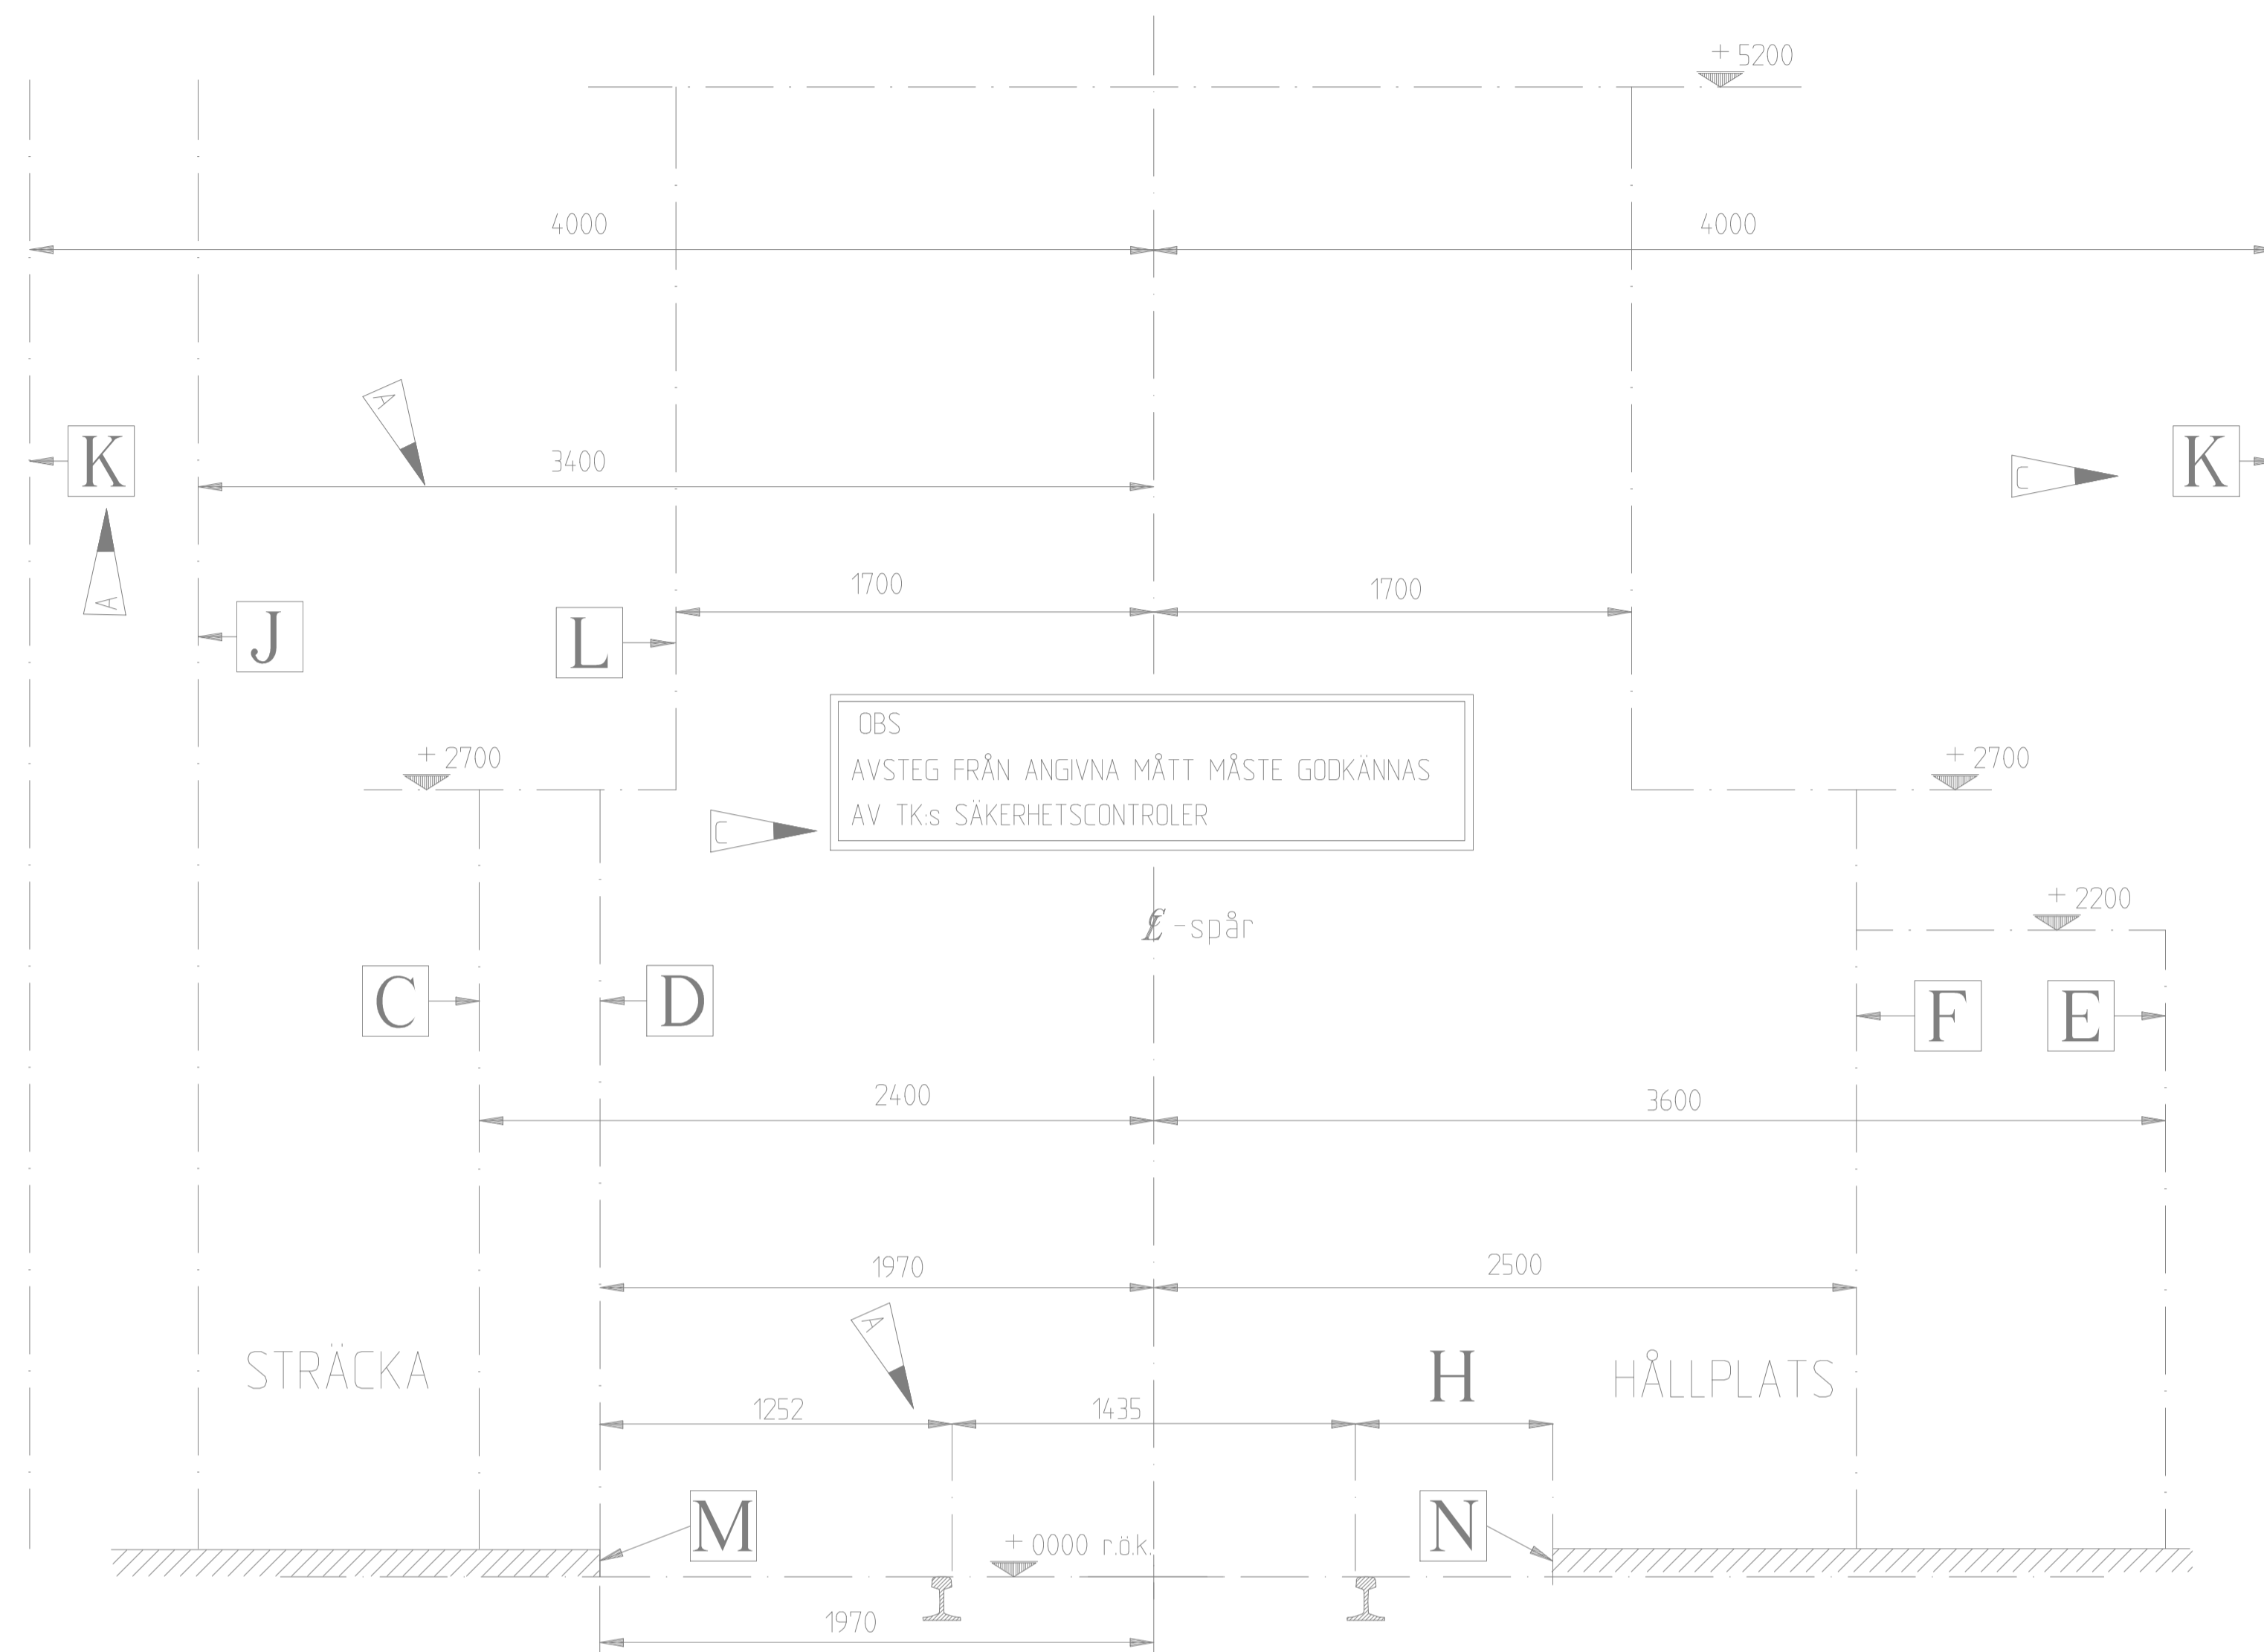 + 5200
4000
4000
A
3400
K
K
C
A
1700
1700
J
L
OBS
AVSTEG FRÅN ANGIVNA MÅTT MÅSTE GODKÄNNAS
AV TK:s SÄKERHETSCONTROLER
+ 2700
+ 2700
C
+ 2200
℄ -spår
C
D
F
E
2400
3600
1970
2500
A
STRÄCKA
H
HÅLLPLATS
1252
1435
M
N
+ 0000 r.ö.k.
1970